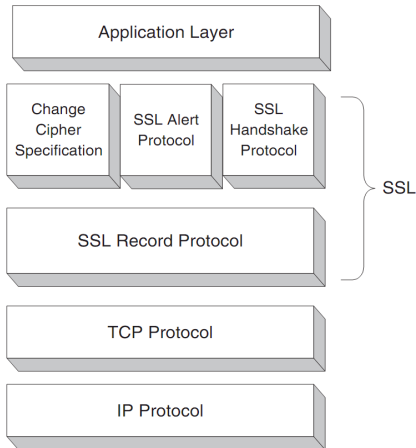 Application Layer
Change
Cipher
Specification
SSL Alert
Protocol
SSL
Handshake
Protocol
SSL
SSL Record Protocol
TCP Protocol
IP Protocol